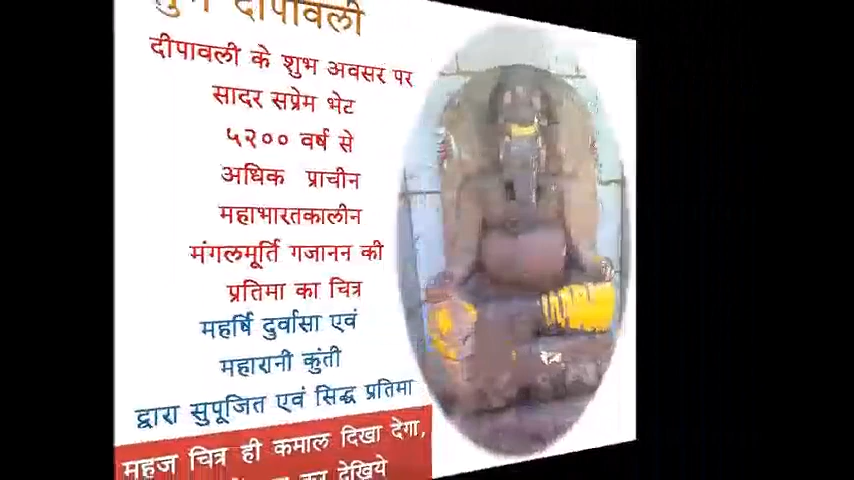 शुभ दीपावली
दीपावली के शुभ अवसर पर
सादर सप्रेम भेट
५२०० वर्ष से
अधिक प्राचीन
महाभारतकालीन
मंगलमूर्ति गजानन की
प्रतिमा का चित्र
महर्षि दुर्वासा एवं
महारानी कुंती
द्वारा सुपूजित एवं सिद्ध प्रतिमा
महज चित्र ही कमाल दिखा देगा,
देखिये